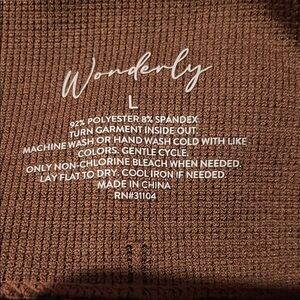 Wonderly
L
92% POLYESTER 8% SPANDEX
TURN GARMENT INSIDE OUT.
MACHINE WASH OR HAND WASH COLD WITH LIKE
COLORS. GENTLE CYCLE.
ONLY NON-CHLORINE BLEACH WHEN NEEDED.
LAY FLAT TO DRY. COOL IRON IF NEEDED
MADE IN CHINA
RN#31104